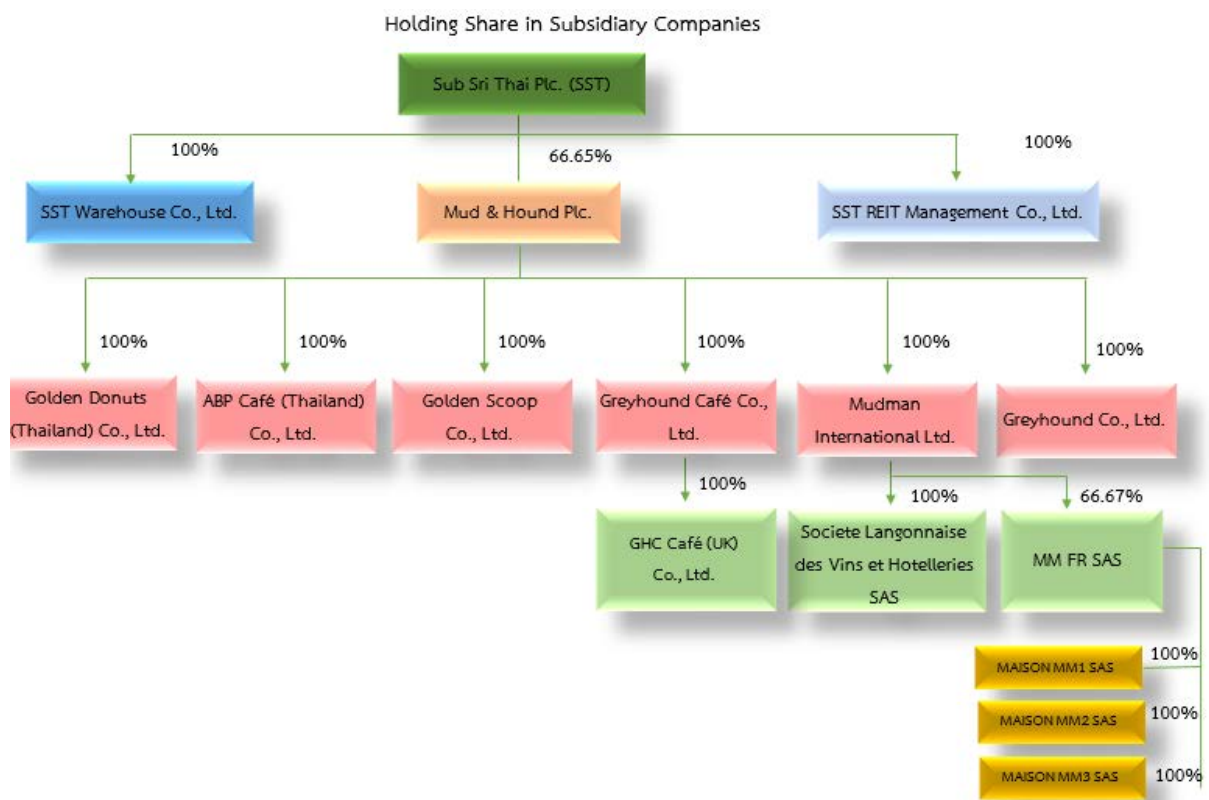 Holding Share in Subsidiary Companies
Sub Sri Thai Plc. (SST)
100%
66.65%
100%
SST Warehouse Co., Ltd.
Mud & Hound Plc.
SST REIT Management Co., Ltd.
100%
100%
100%
100%
100%
100%
Golden Donuts
(Thailand) Co., Ltd.
ABP Café (Thailand)
Co., Ltd.
Golden Scoop
Co., Ltd.
Greyhound Café Co.,
Ltd.
Mudman
International Ltd.
Greyhound Co., Ltd.
100%
100%
66.67%
GHC Café (UK)
Co., Ltd.
Societe Langonnaise
des Vins et Hotelleries
SAS
MM FR SAS
100%
MAISON MM1 SAS
100%
MAISON MM2 SAS
100%
MAISON MM3 SAS